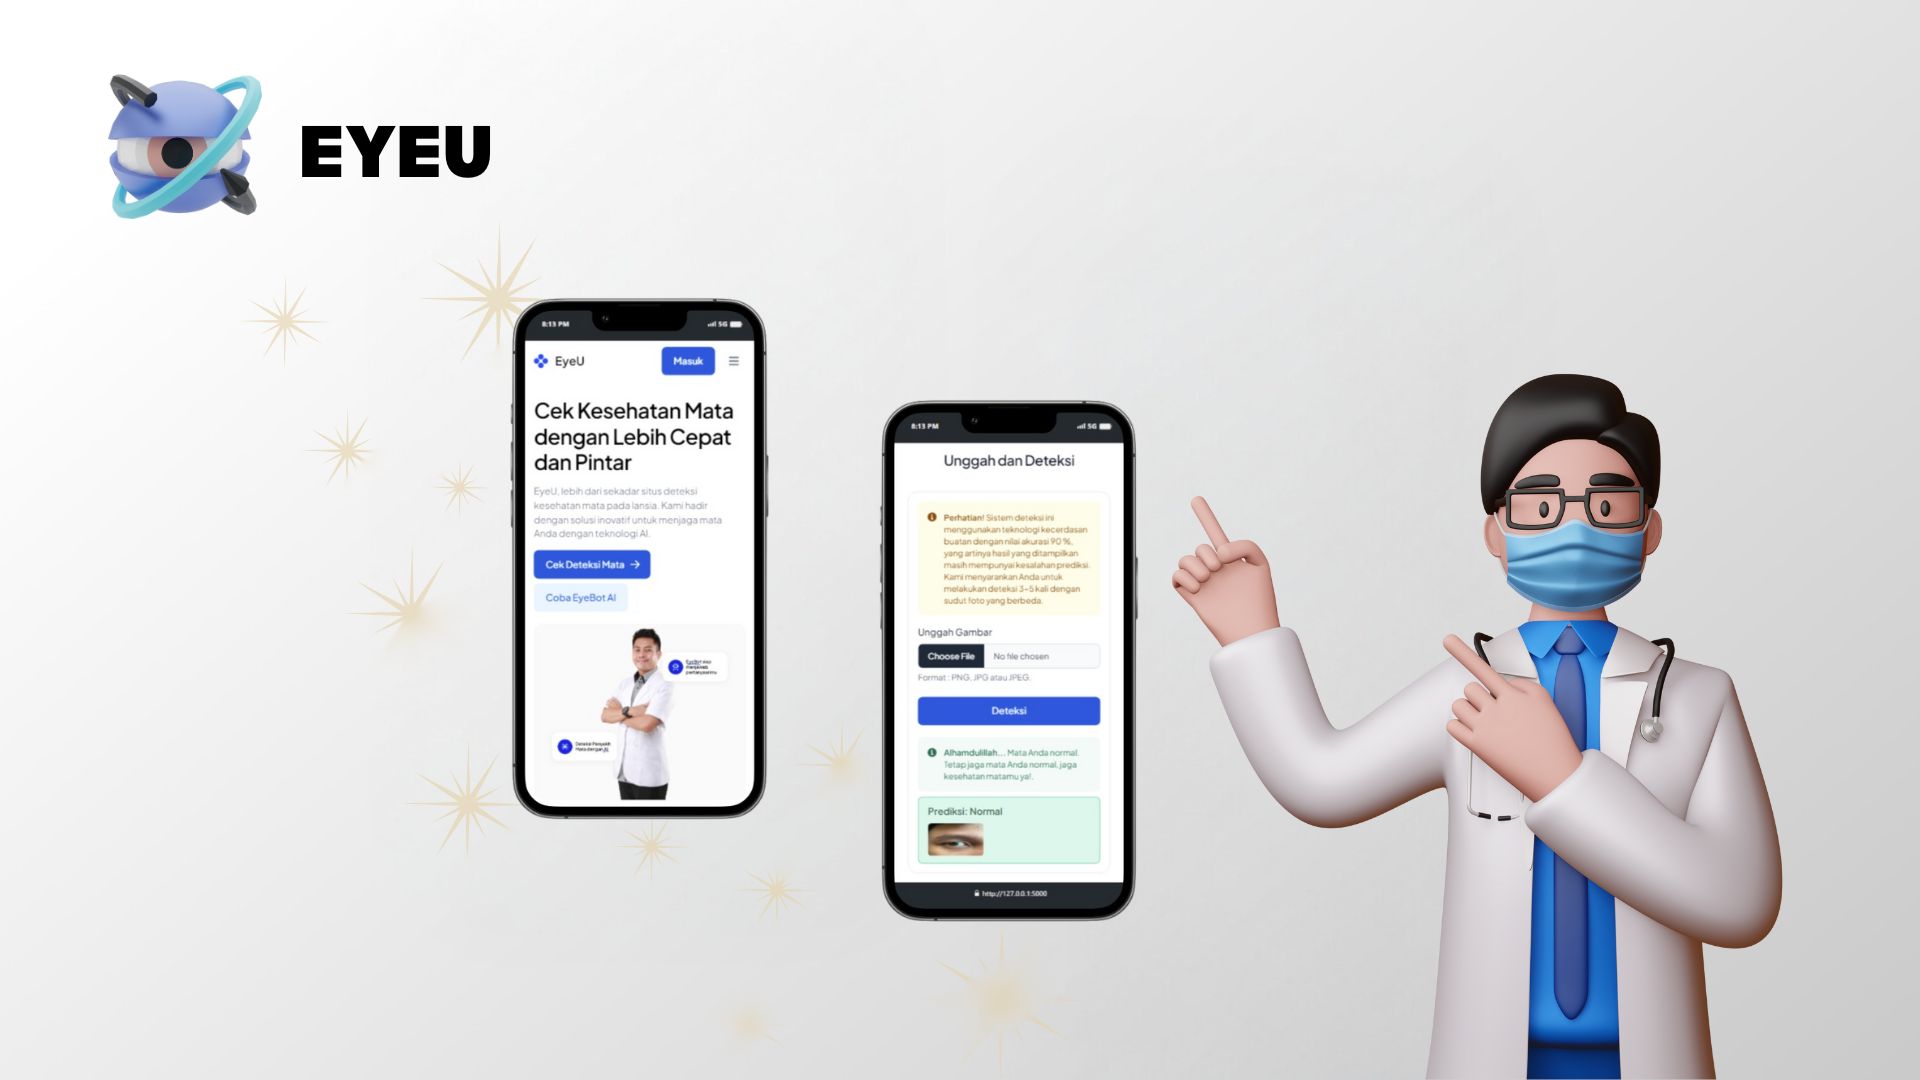 EYEU
8:13 PM
5G
EyeU
Masuk
Cek Kesehatan Mata
dengan Lebih Cepat
dan Pintar
EyeU, lebih dari sekadar situs deteksi
kesehatan mata pada lansia. Kami hadir
dengan solusi inovatif untuk menjaga mata
Anda dengan teknologi AI.
Cek Deteksi Mata →
Coba EyeBot AI
EyeBot
pertanyaanmu
Deteksi Penyakit
Mata dengan AI
8:13 PM
5G
Unggah dan Deteksi
Perhatian! Sistem deteksi ini
menggunakan teknologi kecerdasan
buatan dengan nilai akurasi 90 %,
yang artinya hasil yang ditampilkan
masih mempunyai kesalahan prediksi.
Kami menyarankan Anda untuk
melakukan deteksi 3-5 kali dengan
sudut foto yang berbeda.
Unggah Gambar
Choose File No file chosen
Format : PNG, JPG atau JPEG.
Deteksi
Alhamdulillah... Mata Anda normal.
Tetap jaga mata Anda normal, jaga
kesehatan matamu ya!.
Prediksi: Normal
http://127.0.0.1:5000